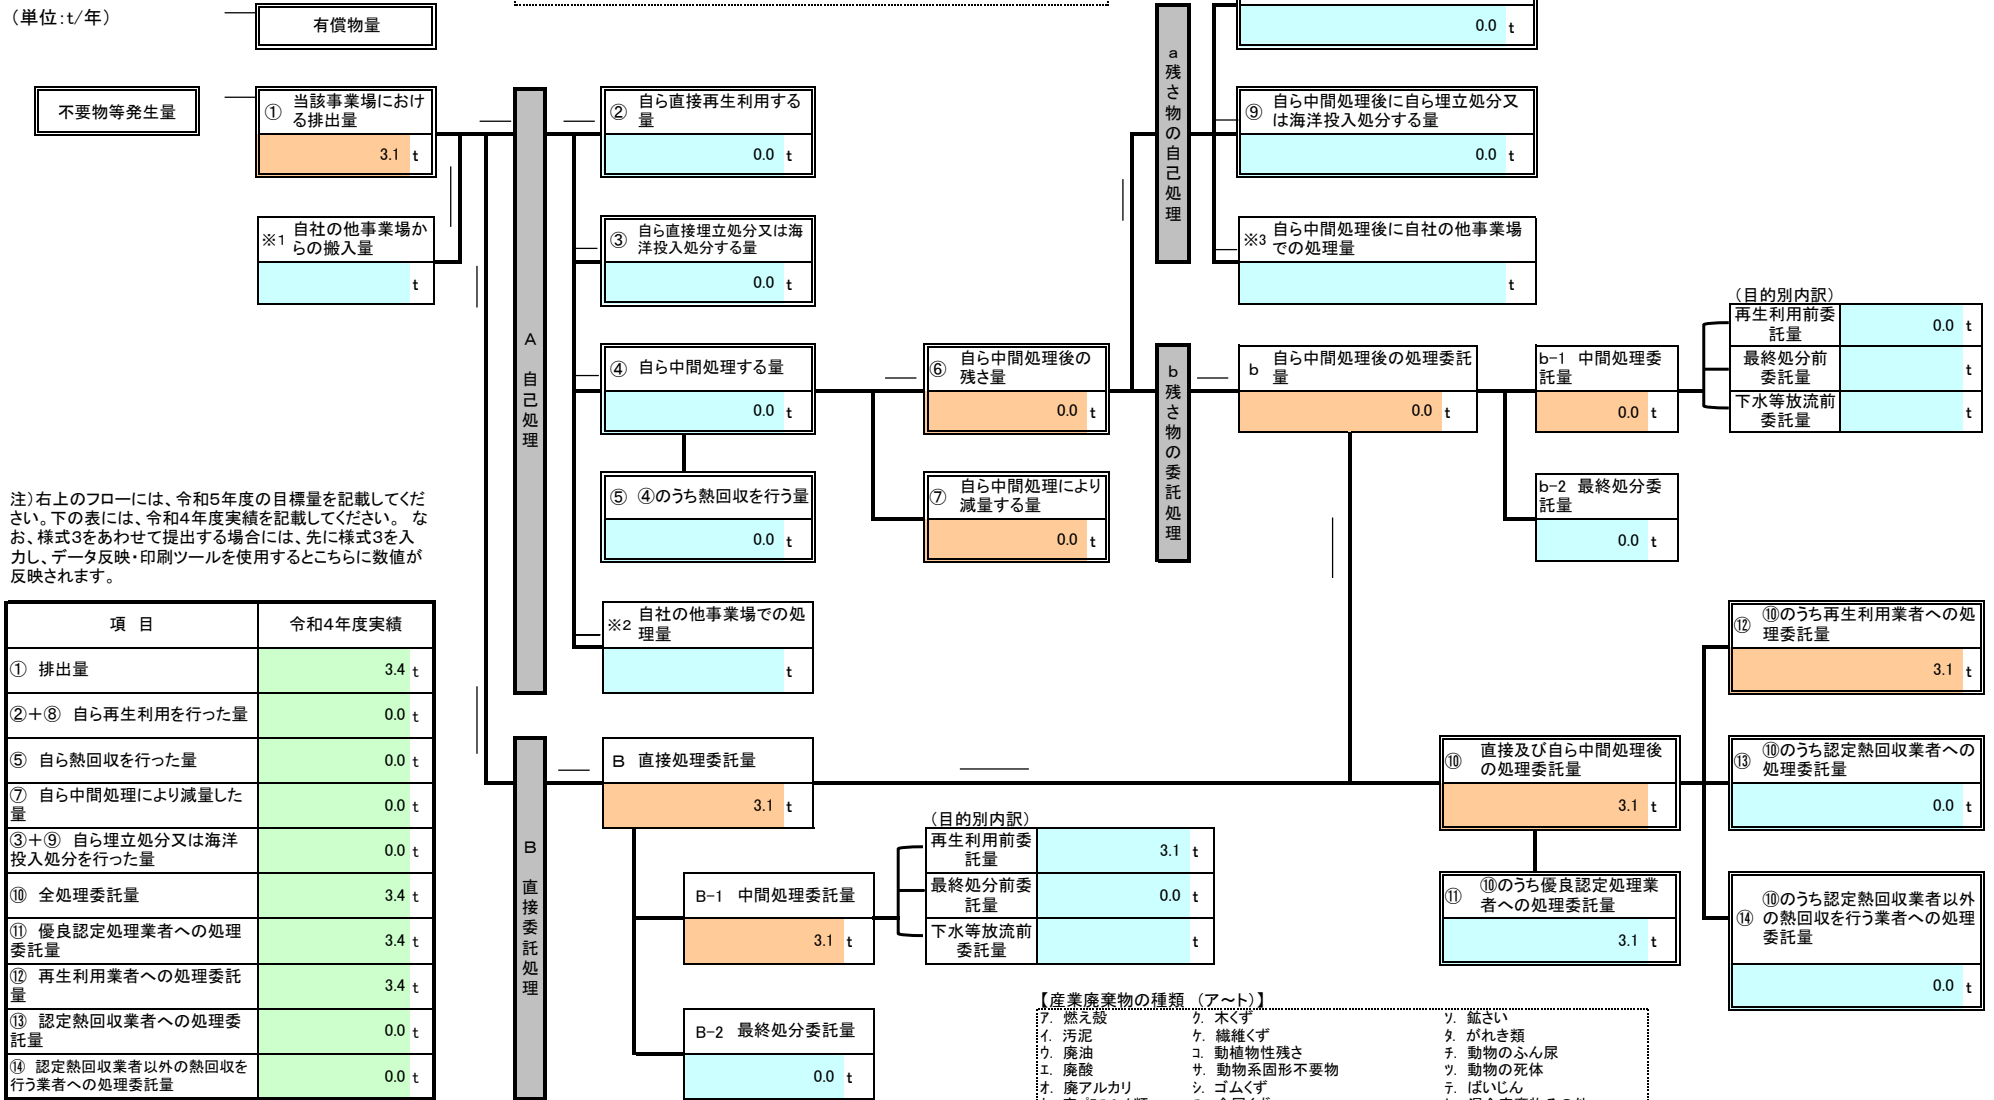 （単位:t/年）
有償物量
不要物等発生量
① 当該事業場におけ
る排出量
3.1 t
※1 自社の他事業場か
らの搬入量
t
A 自己処理
② 自ら直接再生利用する
量
0.0 t
③ 自ら直接埋立処分又は海
洋投入処分する量
0.0 t
④ 自ら中間処理する量
0.0 t
⑤ ④のうち熱回収を行う量
0.0 t
※2 自社の他事業場での処
理量
t
⑥ 自ら中間処理後の
残さ量
0.0 t
⑦ 自ら中間処理により
減量する量
0.0 t
a 残さ物の自己処理
0.0 t
⑨ 自ら中間処理後に自ら埋立処分又
は海洋投入処分する量
0.0 t
※3 自ら中間処理後に自社の他事業場
での処理量
t
b 残さ物の委託処理
b 自ら中間処理後の処理委託
量
0.0 t
b-1 中間処理委
託量
0.0 t
b-2 最終処分委
託量
0.0 t
（目的別内訳）
再生利用前委
託量
0.0 t
最終処分前
委託量
t
下水等放流前
委託量
t
注）右上のフローには、令和5年度の目標量を記載してくだ
さい。下の表には、令和4年度実績を記載してください。 な
お、様式3をあわせて提出する場合には、先に様式3を入
力し、データ反映・印刷ツールを使用するとこちらに数値が
反映されます。
項 目 令和4年度実績
① 排出量 3.4 t
②＋⑧ 自ら再生利用を行った量 0.0 t
⑤ 自ら熱回収を行った量 0.0 t
⑦ 自ら中間処理により減量した
量 0.0 t
③＋⑨ 自ら埋立処分又は海洋
投入処分を行った量 0.0 t
⑩ 全処理委託量 3.4 t
⑪ 優良認定処理業者への処理
委託量 3.4 t
⑫ 再生利用業者への処理委託
量 3.4 t
⑬ 認定熱回収業者への処理委
託量 0.0 t
⑭ 認定熱回収業者以外の熱回収を
行う業者への処理委託量 0.0 t
B 直接委託処理
B 直接処理委託量
3.1 t
B-1 中間処理委託量
3.1 t
B-2 最終処分委託量
0.0 t
（目的別内訳）
再生利用前委
託量
3.1 t
最終処分前委
託量
0.0 t
下水等放流前
委託量
t
⑩ 直接及び自ら中間処理後
の処理委託量
3.1 t
⑪ ⑩のうち優良認定処理業
者への処理委託量
3.1 t
⑫ ⑩のうち再生利用業者への処
理委託量
3.1 t
⑬ ⑩のうち認定熱回収業者への
処理委託量
0.0 t
⑭ ⑩のうち認定熱回収業者以外
の熱回収を行う業者への処理
委託量
0.0 t
【産業廃棄物の種類 （ア～ト）】
ア. 燃え殻 ク. 木くず ソ. 鉱さい
イ. 汚泥 ケ. 繊維くず タ. がれき類
ウ. 廃油 コ. 動植物性残さ チ. 動物のふん尿
エ. 廃酸 サ. 動物系固形不要物 ツ. 動物の死体
オ. 廃アルカリ シ. ゴムくず テ. ばいじん